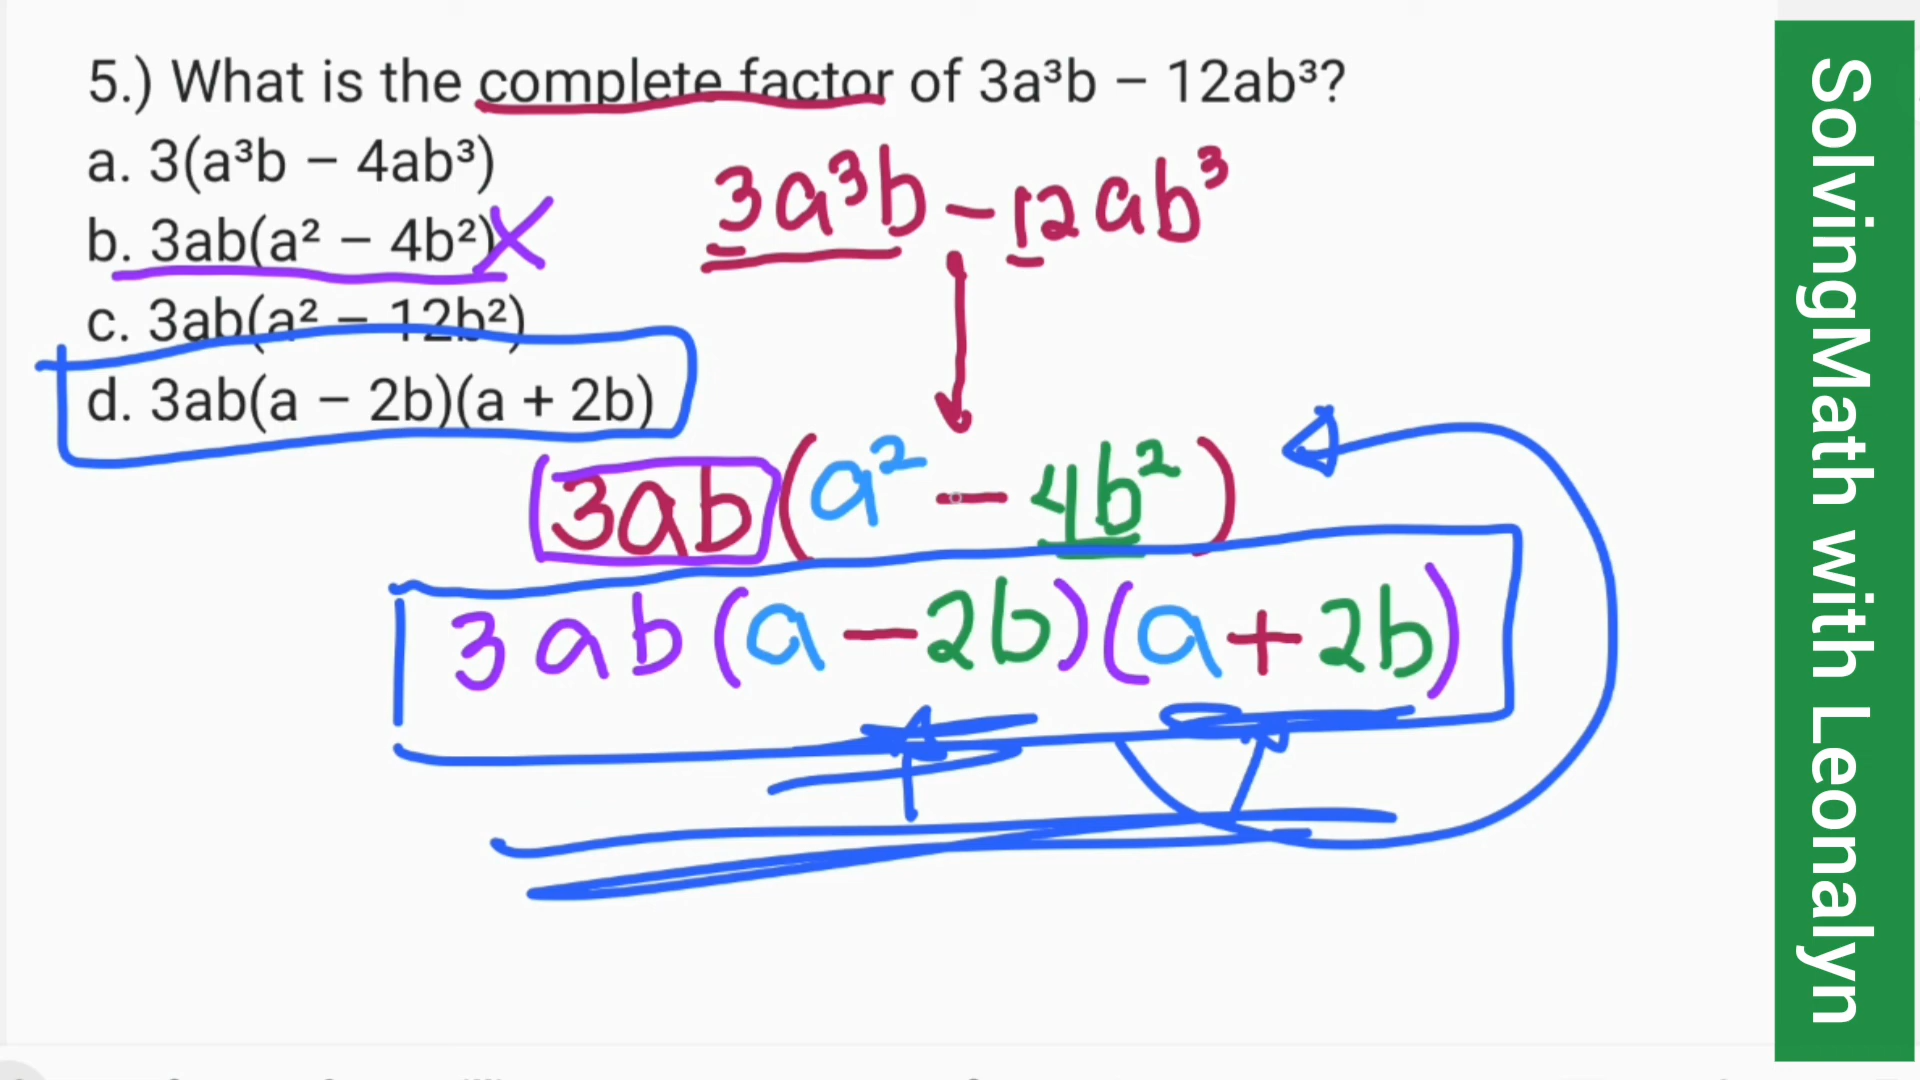 5.) What is the complete factor of 3a³b – 12ab³?
a. 3(a³b – 4ab³)
b. 3ab(a² – 4b²)
c. 3ab(a² – 12b²)
d. 3ab(a – 2b)(a + 2b)
3a³b - 12ab³
3ab(a² - 4b²)
3ab(a - 2b)(a + 2b)
SolvingMath with Leonalyn